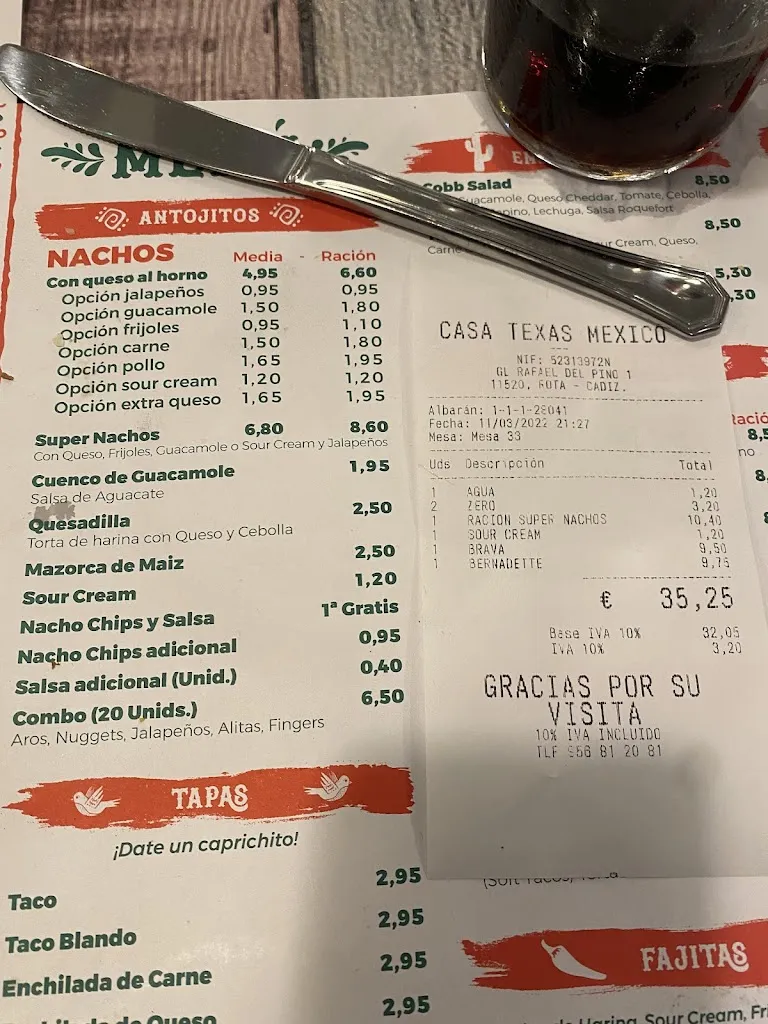 ANTOJITOS
NACHOS Media - Ración
Con queso al horno 4,95 6,60
Opción jalapeños 0,95 0,95
Opción guacamole 1,50 1,80
Opción frijoles 0,95 1,10
Opción carne 1,50 1,80
Opción pollo 1,65 1,95
Opción sour cream 1,20 1,20
Opción extra queso 1,65 1,95
Super Nachos 6,80 8,60
Con Queso, Frijoles, Guacamole o Sour Cream y Jalapeños
Cuenco de Guacamole 1,95
Salsa de Aguacate
Quesadilla 2,50
Torta de harina con Queso y Cebolla
Mazorca de Maiz 2,50
Sour Cream 1,20
Nacho Chips y Salsa 1ª Gratis
Nacho Chips adicional 0,95
Salsa adicional (Unid.) 0,40
Combo (20 Unids.) 6,50
Aros, Nuggets, Jalapeños, Alitas, Fingers
TAPAS
¡Date un caprichito!
Taco 2,95
Taco Blando 2,95
Enchilada de Carne 2,95
de Queso 2,95
Cobb Salad 8,50
Guacamole, Queso Cheddar, Tomate, Cebolla,
Lechuga, Salsa Roquefort
8,50
Sour Cream, Queso,
Carne
5,30
,30
CASA TEXAS MEXICO
NIF: 52313972N
GL RAFAEL DEL PINO 1
11520, ROTA - CADIZ.
Albarán: 1-1-1-28041
Fecha: 11/03/2022 21:27
Mesa: Mesa 33
Uds Descripción Total
1 AGUA 1,20
2 ZERO 3,20
1 RACION SUPER NACHOS 10,40
1 SOUR CREAM 1,20
1 BRAVA 9,50
1 BERNADETTE 9,75
€ 35,25
Base IVA 10% 32,05
IVA 10% 3,20
GRACIAS POR SU
VISITA
10% IVA INCLUIDO
TLF 956 81 20 81
FAJITAS
Harina, Sour Cream,